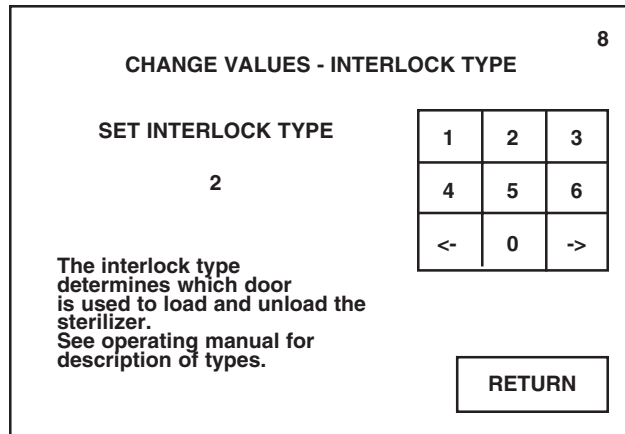 8
CHANGE VALUES - INTERLOCK TYPE
SET INTERLOCK TYPE
2
1 2 3
4 5 6
<- 0 ->
The interlock type
determines which door
is used to load and unload the
sterilizer.
See operating manual for
description of types.
RETURN